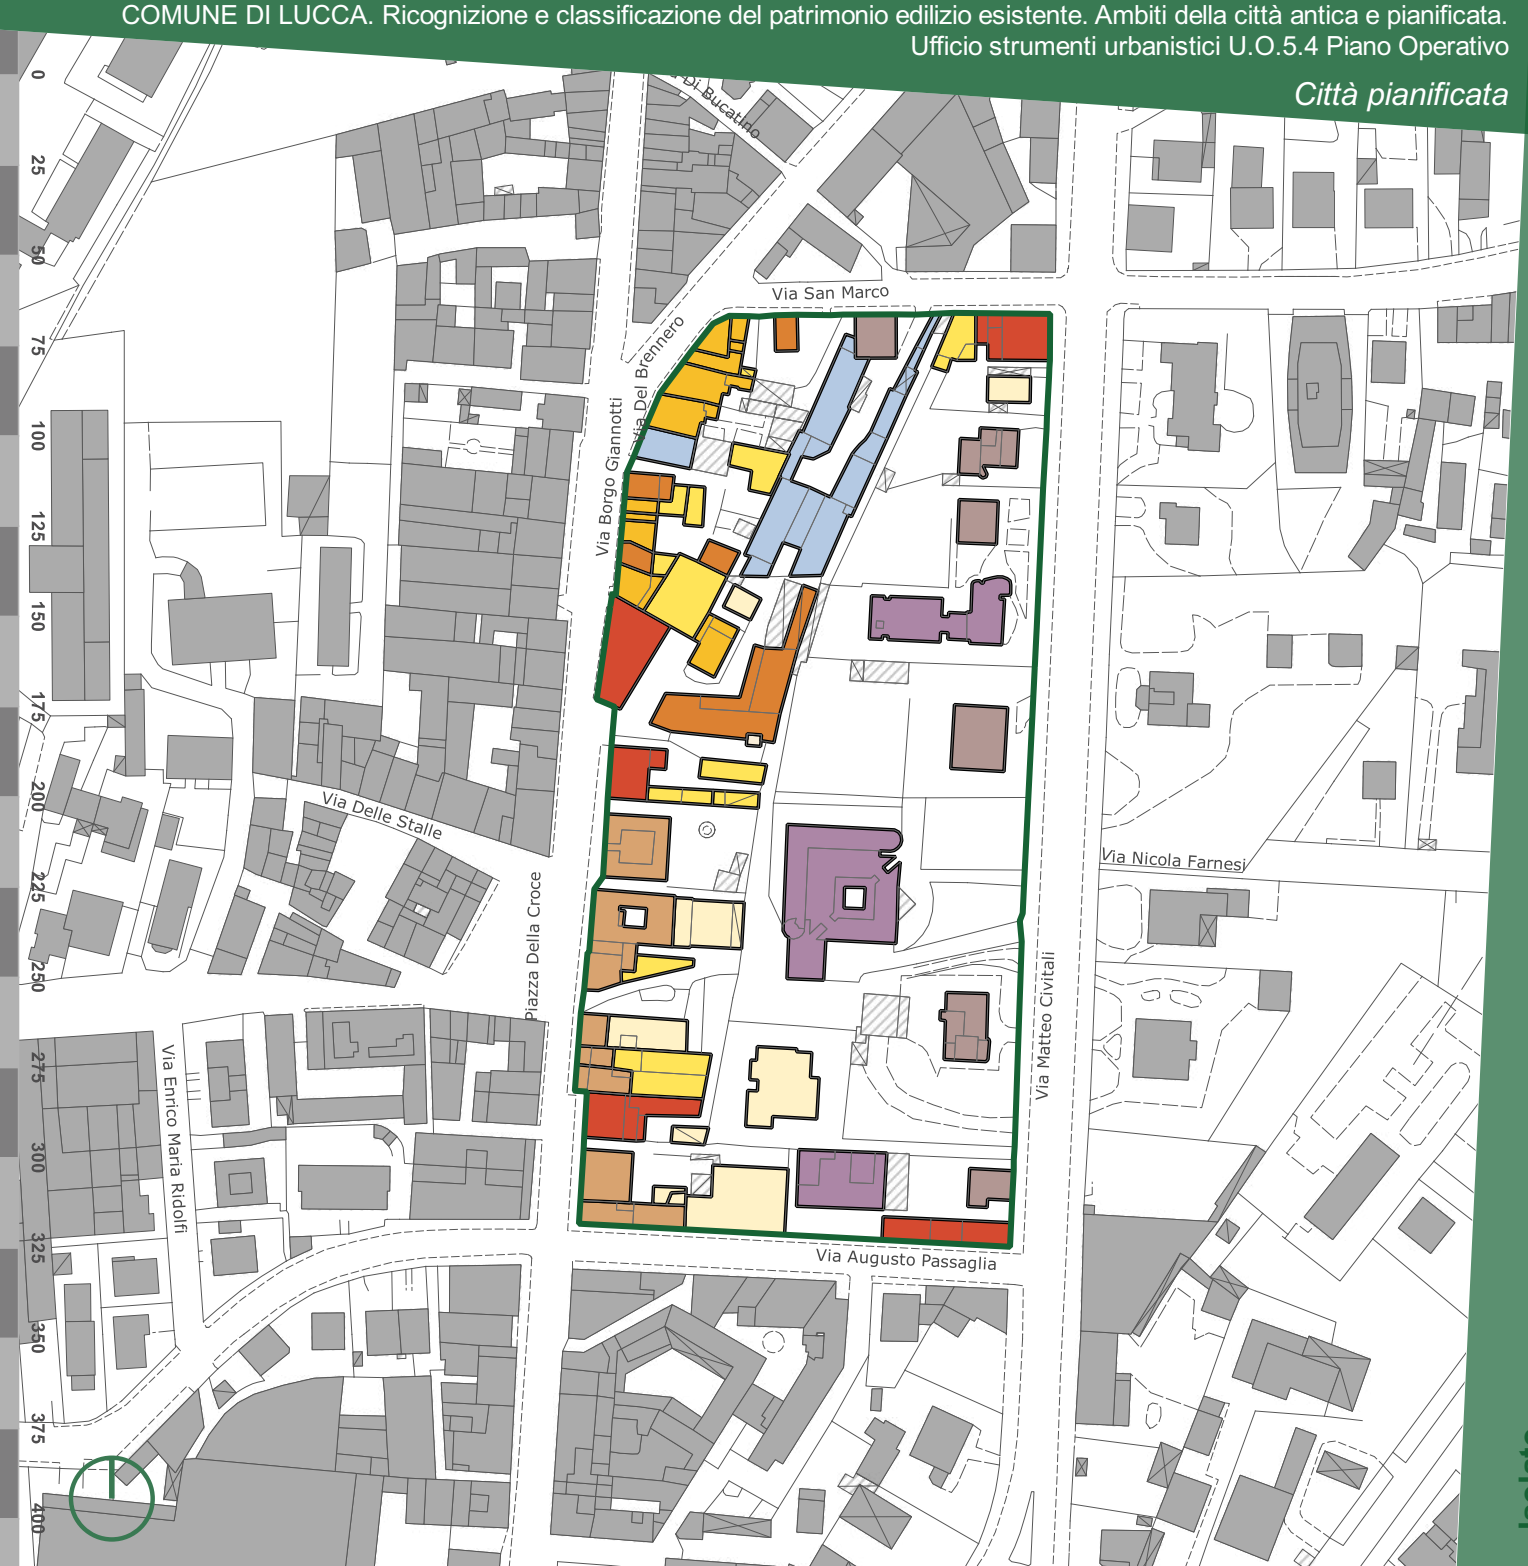 COMUNE DI LUCCA. Ricognizione e classificazione del patrimonio edilizio esistente. Ambiti della città antica e pianificata.
Ufficio strumenti urbanistici U.O.5.4 Piano Operativo
Città pianificata
Di Bucatino
Via San Marco
Via Del Brennero
Via Borgo Giannotti
Via Delle Stalle
Via Nicola Farnesi
Piazza Della Croce
Via Matteo Civitali
Via Enrico Maria Ridolfi
Via Augusto Passaglia
0
25
50
75
100
125
150
175
200
225
250
275
300
325
350
375
400